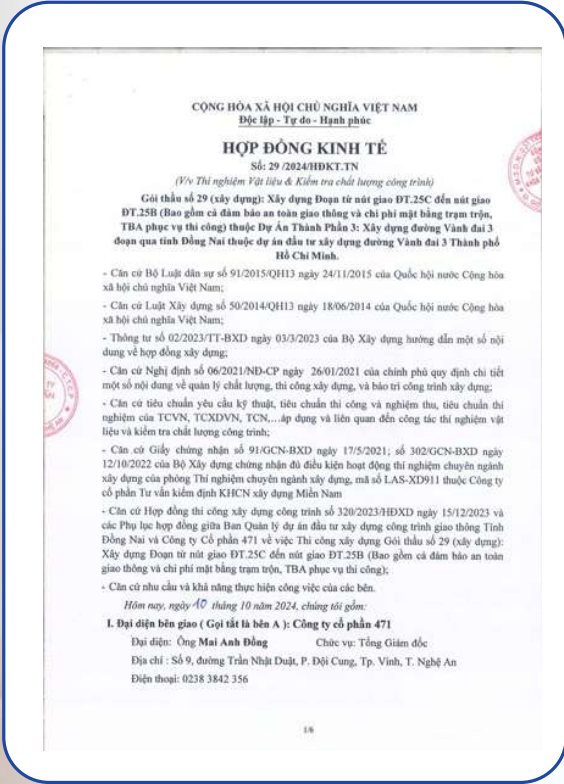 CỘNG HÒA XÃ HỘI CHỦ NGHĨA VIỆT NAM
Độc lập - Tự do - Hạnh phúc
HỢP ĐỒNG KINH TẾ
Số: 29 /2024/HĐKT.TN
(V/v Thí nghiệm Vật liệu & Kiểm tra chất lượng công trình)
Gói thầu số 29 (xây dựng): Xây dựng Đoạn từ nút giao ĐT.25C đến nút giao
ĐT.25B (Bao gồm cả đảm bảo an toàn giao thông và chi phí mặt bằng trạm trộn,
TBA phục vụ thi công) thuộc Dự Án Thành Phần 3: Xây dựng đường Vành đai 3
đoạn qua tỉnh Đồng Nai thuộc dự án đầu tư xây dựng đường Vành đai 3 Thành phố
Hồ Chí Minh.
- Căn cứ Bộ Luật dân sự số 91/2015/QH13 ngày 24/11/2015 của Quốc hội nước Cộng hòa
xã hội chủ nghĩa Việt Nam;
- Căn cứ Luật Xây dựng số 50/2014/QH13 ngày 18/06/2014 của Quốc hội nước Cộng hòa
xã hội chủ nghĩa Việt Nam;
- Thông tư số 02/2023/TT-BXD ngày 03/3/2023 của Bộ Xây dựng hướng dẫn một số nội
dung về hợp đồng xây dựng;
- Căn cứ Nghị định số 06/2021/NĐ-CP ngày 26/01/2021 của chính phủ quy định chi tiết
một số nội dung về quản lý chất lượng, thi công xây dựng, và bảo trì công trình xây dựng;
- Căn cứ tiêu chuẩn yêu cầu kỹ thuật, tiêu chuẩn thi công và nghiệm thu, tiêu chuẩn thí
nghiệm của TCVN, TCXDVN, TCN,...áp dụng và liên quan đến công tác thí nghiệm vật
liệu và kiểm tra chất lượng công trình;
- Căn cứ Giấy chứng nhận số 91/GCN-BXD ngày 17/5/2021; số 302/GCN-BXD ngày
12/10/2022 của Bộ Xây dựng chứng nhận đủ điều kiện hoạt động thí nghiệm chuyên ngành
xây dựng của phòng Thí nghiệm chuyên ngành xây dựng, mã số LAS-XD911 thuộc Công ty
cổ phần Tư vấn kiểm định KHCN xây dựng Miền Nam
- Căn cứ Hợp đồng thi công xây dựng công trình số 320/2023/HĐXD ngày 15/12/2023 và
các Phụ lục hợp đồng giữa Ban Quản lý dự án đầu tư xây dựng công trình giao thông Tỉnh
Đồng Nai và Công ty Cổ phần 471 về việc Thi công xây dựng Gói thầu số 29 (xây dựng):
Xây dựng Đoạn từ nút giao ĐT.25C đến nút giao ĐT.25B (Bao gồm cả đảm bảo an toàn
giao thông và chi phí mặt bằng trạm trộn, TBA phục vụ thi công);
- Căn cứ nhu cầu và khả năng thực hiện công việc của các bên.
Hôm nay, ngày 10 tháng 10 năm 2024, chúng tôi gồm:
I. Đại diện bên giao ( Gọi tắt là bên A ): Công ty cổ phần 471
Đại diện: Ông Mai Anh Đồng Chức vụ: Tổng Giám đốc
Địa chỉ : Số 9, đường Trần Nhật Duật, P. Đội Cung, Tp. Vinh, T. Nghệ An
Điện thoại: 0238 3842 356
1/6